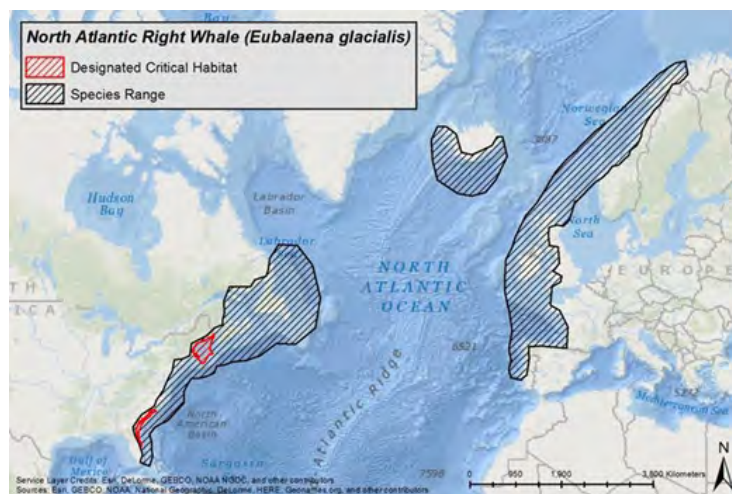 North Atlantic Right Whale (Eubalaena glacialis)
Designated Critical Habitat
Species Range
Norwegian
Sea
3887
Hudson
Bay
Labrador
Basin
Labrador
Sea
North
Sea
NORTH
ATLANTIC
OCEAN
EUROPE
6521
Atlantic Ridge
North
American
Basin
Mediterranean Sea
Gulf of
Mexico
Sargasso
7598
N
0 950 1,900 3,800 Kilometers
Service Layer Credits: Esri, DeLorme, GEBCO, NOAA NGDC, and other contributors
Sources: Esri, GEBCO, NOAA, National Geographic, DeLorme, HERE, Geonames.org, and other contributors